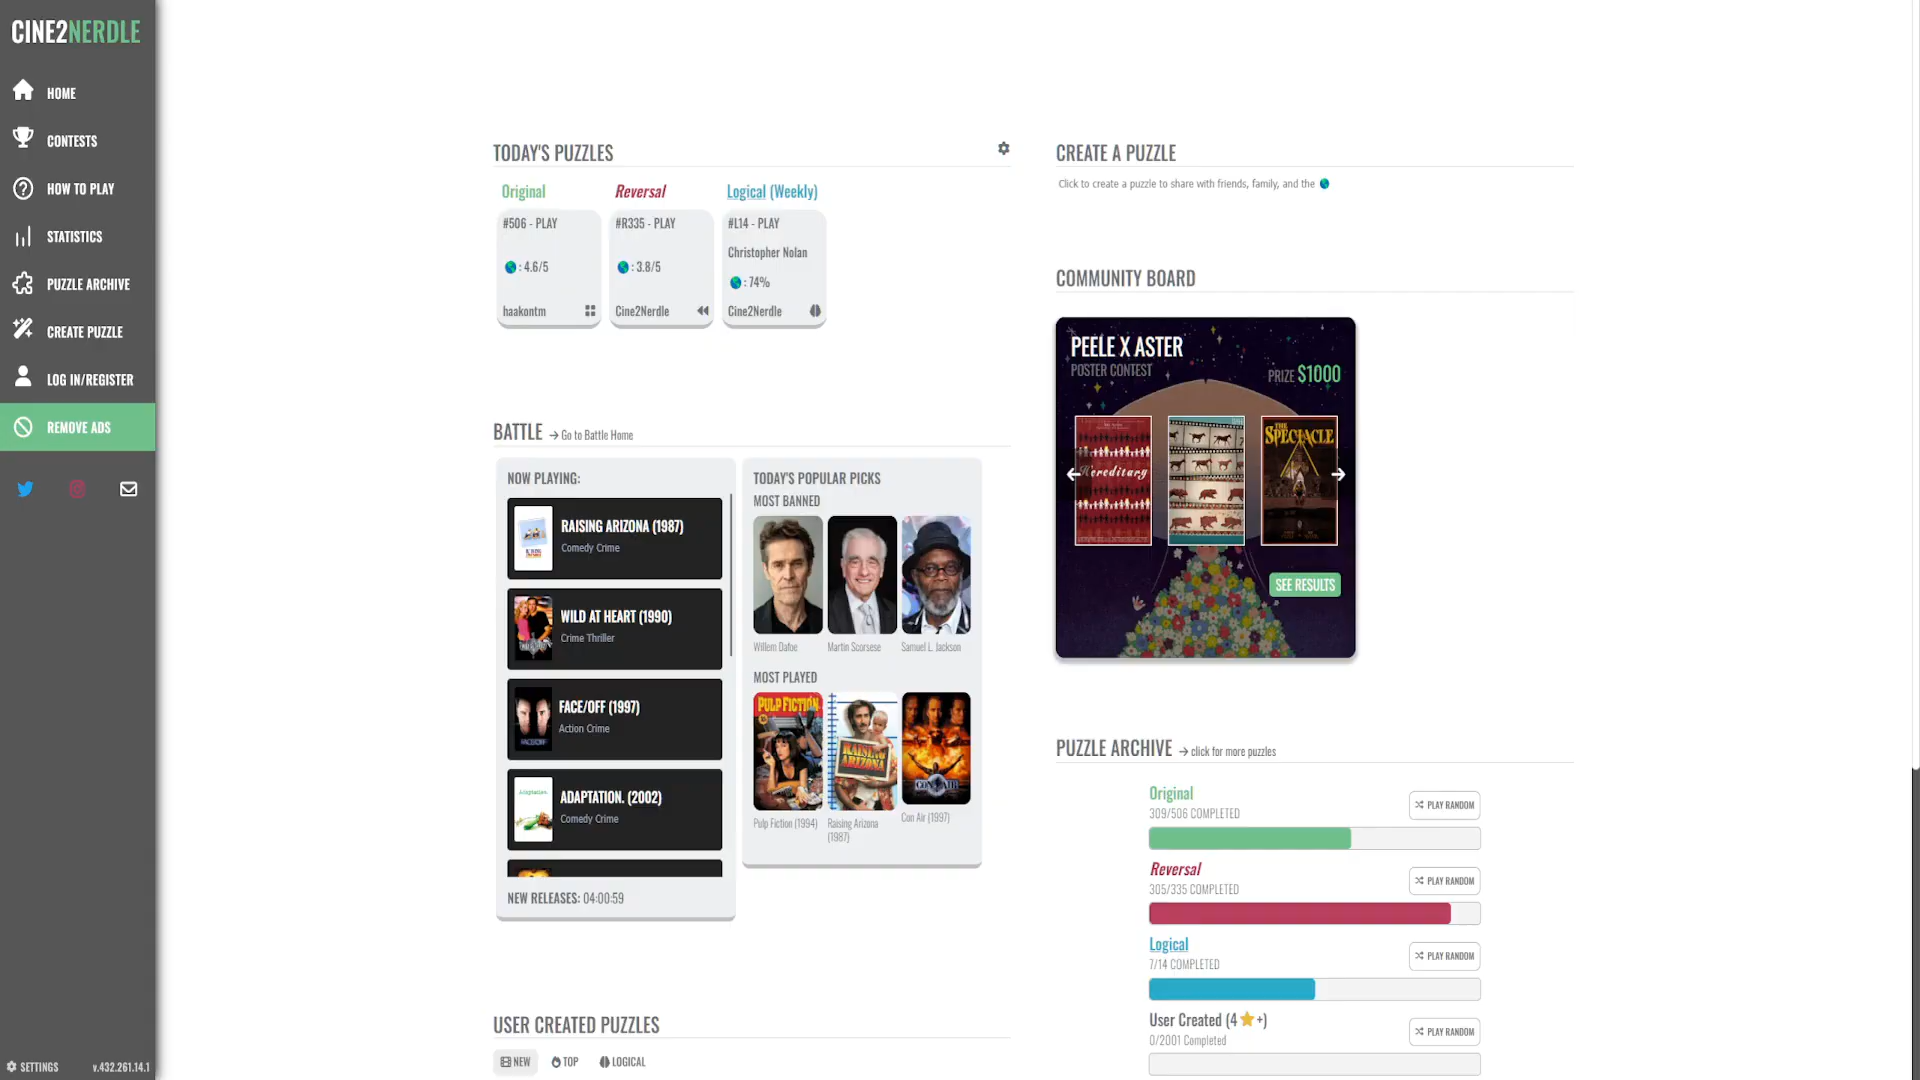 CINE2NERDLE
HOME
CONTESTS
HOW TO PLAY
STATISTICS
PUZZLE ARCHIVE
CREATE PUZZLE
LOG IN/REGISTER
REMOVE ADS
SETTINGS
v.432.261.14.1
TODAY'S PUZZLES
Original
#506 - PLAY
: 4.6/5
haakontm
Reversal
#R335 - PLAY
: 3.8/5
Cine2Nerdle
Logical (Weekly)
#L14 - PLAY
Christopher Nolan
: 74%
Cine2Nerdle
BATTLE → Go to Battle Home
NOW PLAYING:
RAISING ARIZONA (1987)
Comedy Crime
WILD AT HEART (1990)
Crime Thriller
FACE/OFF
FACE/OFF (1997)
Action Crime
Adaptation.
ADAPTATION. (2002)
Comedy Crime
NEW RELEASES: 04:00:59
TODAY'S POPULAR PICKS
MOST BANNED
Willem Dafoe
Martin Scorsese
Samuel L. Jackson
MOST PLAYED
PULP FICTION
RAISING
ARIZONA
CON AIR
Pulp Fiction (1994)
Raising Arizona
(1987)
Con Air (1997)
USER CREATED PUZZLES
NEW
TOP
LOGICAL
CREATE A PUZZLE
Click to create a puzzle to share with friends, family, and the
COMMUNITY BOARD
PEELE X ASTER
POSTER CONTEST
PRIZE $1000
Hereditary
THE
SPECTACLE
SEE RESULTS
PUZZLE ARCHIVE → click for more puzzles
Original
309/506 COMPLETED
PLAY RANDOM
Reversal
305/335 COMPLETED
PLAY RANDOM
Logical
7/14 COMPLETED
PLAY RANDOM
User Created (4⭐+)
0/2001 Completed
PLAY RANDOM